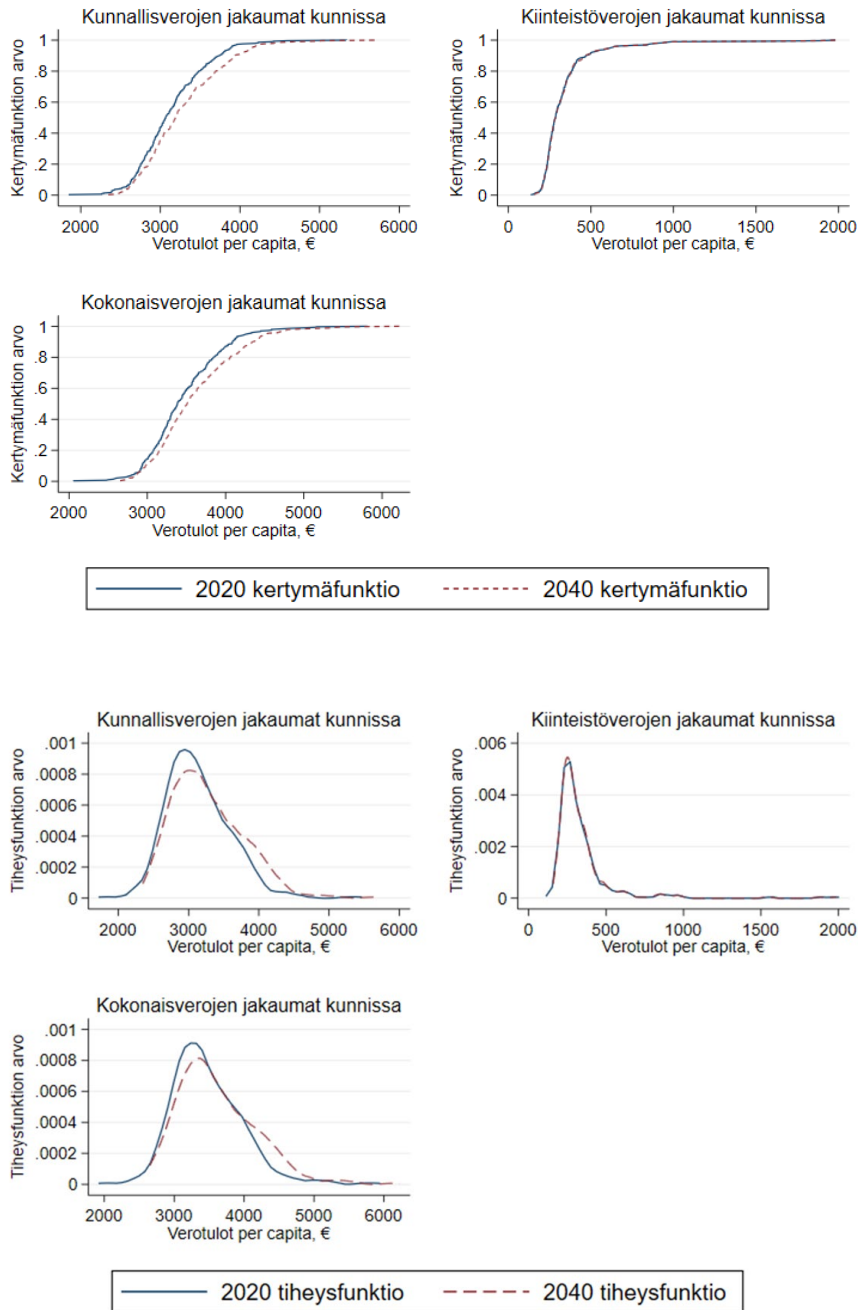 Kunnallisverojen jakaumat kunnissa
Kertymäfunktion arvo
1
.8
.6
.4
.2
0
2000 3000 4000 5000 6000
Verotulot per capita, €
Kiinteistöverojen jakaumat kunnissa
Kertymäfunktion arvo
1
.8
.6
.4
.2
0
0 500 1000 1500 2000
Verotulot per capita, €
Kokonaisverojen jakaumat kunnissa
Kertymäfunktion arvo
1
.8
.6
.4
.2
0
2000 3000 4000 5000 6000
Verotulot per capita, €
2020 kertymäfunktio 2040 kertymäfunktio
Kunnallisverojen jakaumat kunnissa
Tiheysfunktion arvo
.001
.0008
.0006
.0004
.0002
0
2000 3000 4000 5000 6000
Verotulot per capita, €
Kiinteistöverojen jakaumat kunnissa
Tiheysfunktion arvo
.006
.004
.002
0
0 500 1000 1500 2000
Verotulot per capita, €
Kokonaisverojen jakaumat kunnissa
Tiheysfunktion arvo
.001
.0008
.0006
.0004
.0002
0
2000 3000 4000 5000 6000
Verotulot per capita, €
2020 tiheysfunktio 2040 tiheysfunktio